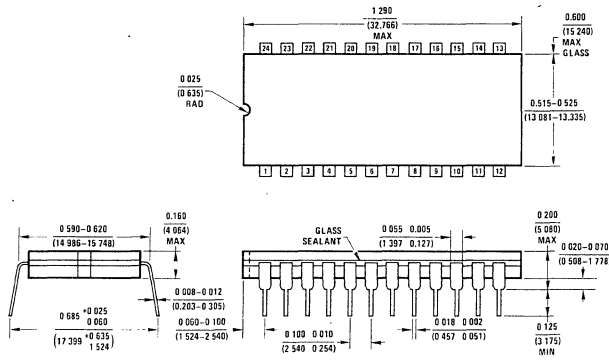 1 290
(32.766)
MAX
0.600
(15 240)
MAX
GLASS
24 23 22 21 20 19 18 17 16 15 14 13
0 025
(0 635)
RAD
0.515-0 525
(13 081-13.335)
1 2 3 4 5 6 7 8 9 10 11 12
0 590-0 620
(14 986-15 748)
0.160
(4 064)
MAX
GLASS
SEALANT
0 055 0.005
(1 397 0.127)
0.200
(5 080)
MAX
0 020-0 070
(0 508-1 778)
0 008-0 012
(0.203-0 305)
0 685 +0 025
0 060
(17 399 +0 635
1 524)
0 060-0 100
(1 524-2 540)
0 100 0 010
(2 540 0 254)
0 018 0 002
(0 457 0 051)
0 125
(3 175)
MIN